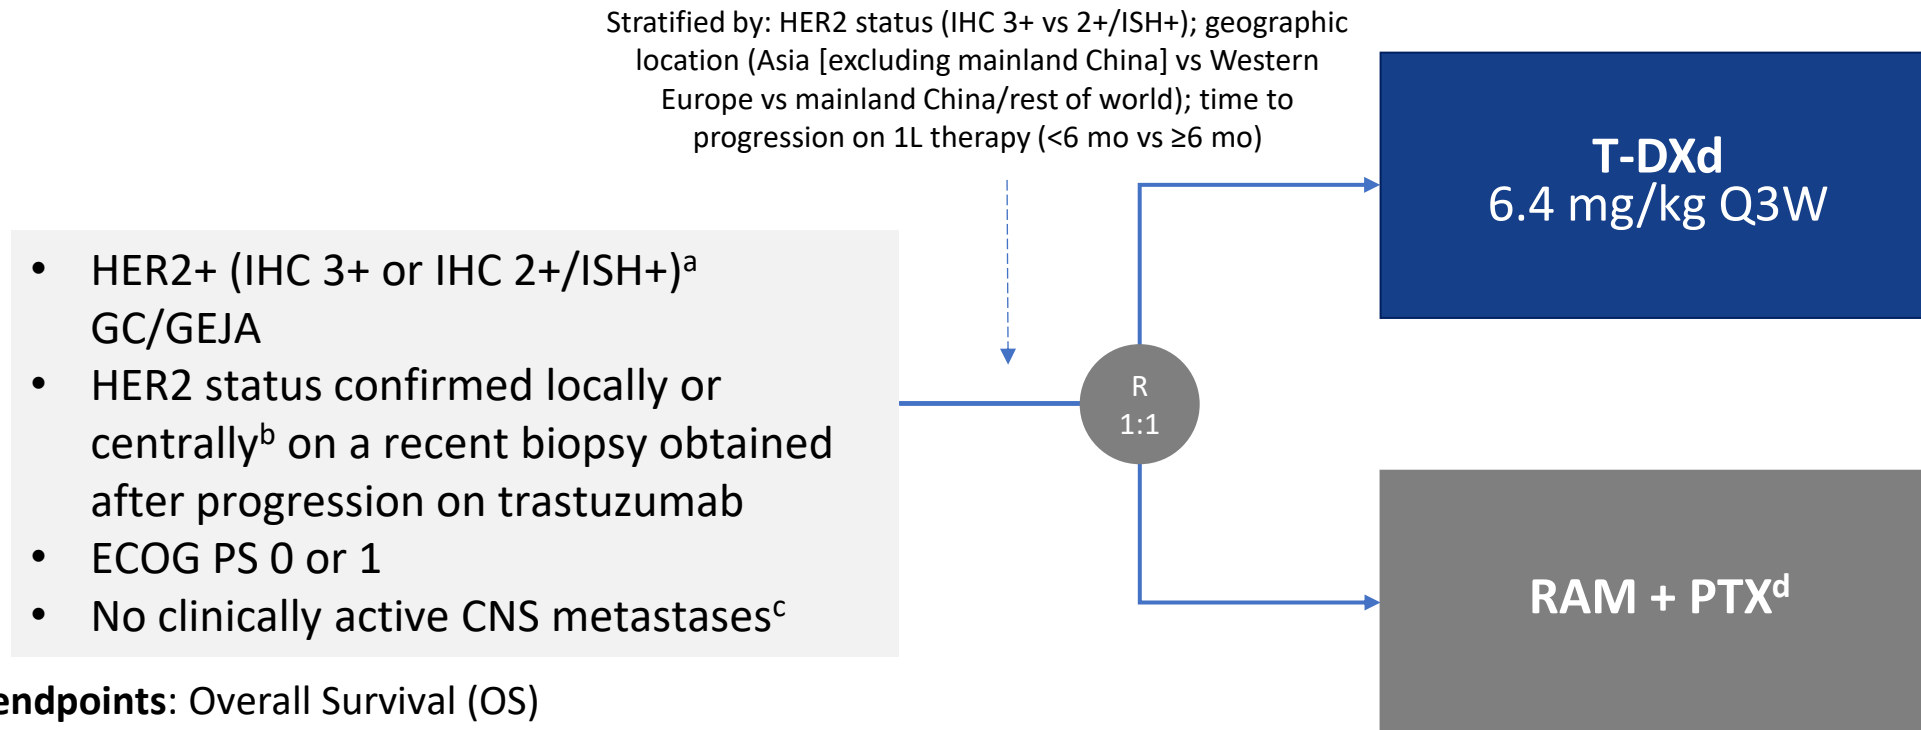 Stratified by: HER2 status (IHC 3+ vs 2+/ISH+); geographic
location (Asia [excluding mainland China] vs Western
Europe vs mainland China/rest of world); time to
progression on 1L therapy (<6 mo vs ≥6 mo)
• HER2+ (IHC 3+ or IHC 2+/ISH+)ᵃ
GC/GEJA
• HER2 status confirmed locally or
centrallyᵇ on a recent biopsy obtained
after progression on trastuzumab
• ECOG PS 0 or 1
• No clinically active CNS metastasesᶜ
R
1:1
T-DXd
6.4 mg/kg Q3W
RAM + PTXᵈ
endpoints: Overall Survival (OS)